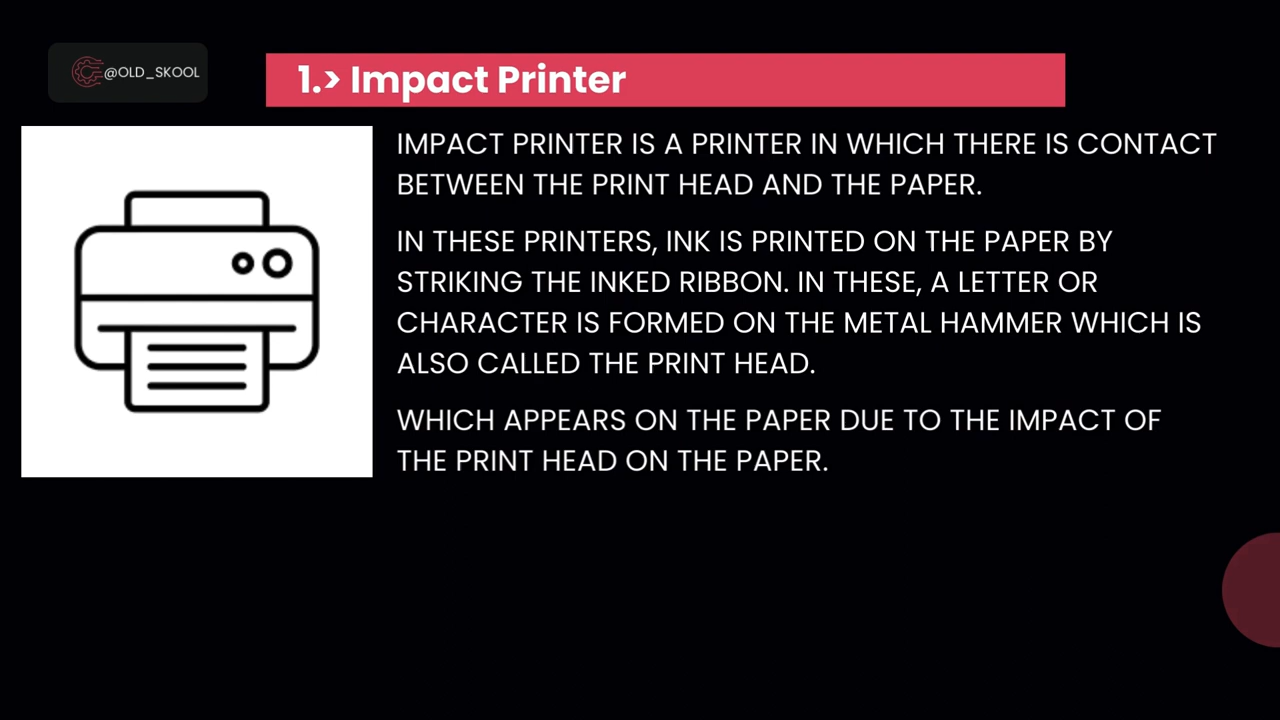 @OLD_SKOOL
1.> Impact Printer
IMPACT PRINTER IS A PRINTER IN WHICH THERE IS CONTACT
BETWEEN THE PRINT HEAD AND THE PAPER.
IN THESE PRINTERS, INK IS PRINTED ON THE PAPER BY
STRIKING THE INKED RIBBON. IN THESE, A LETTER OR
CHARACTER IS FORMED ON THE METAL HAMMER WHICH IS
ALSO CALLED THE PRINT HEAD.
WHICH APPEARS ON THE PAPER DUE TO THE IMPACT OF
THE PRINT HEAD ON THE PAPER.